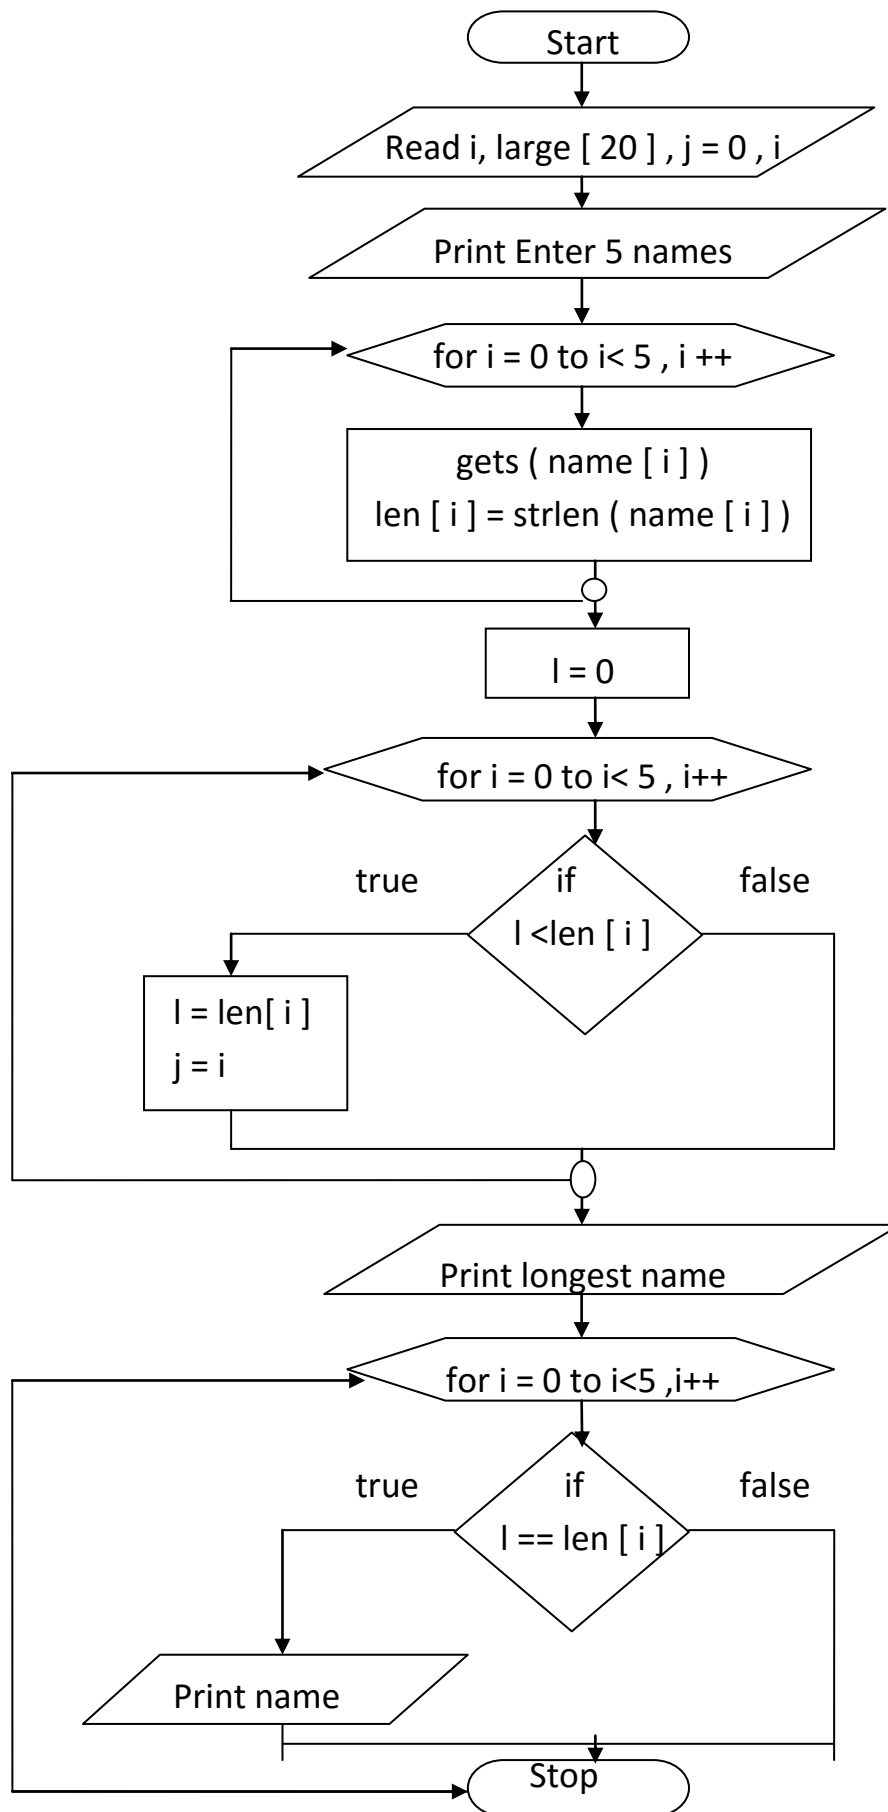 Start
Read i, large [ 20 ] , j = 0 , i
Print Enter 5 names
for i = 0 to i< 5 , i ++
gets ( name [ i ] )
len [ i ] = strlen ( name [ i ] )
l = 0
for i = 0 to i< 5 , i++
true if false
l <len [ i ]
l = len[ i ]
j = i
Print longest name
for i = 0 to i<5 ,i++
true if false
l == len [ i ]
Print name
Stop